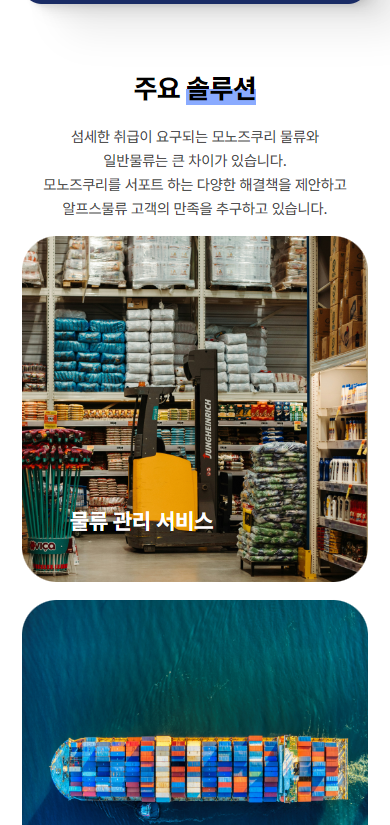 주요 솔루션
섬세한 취급이 요구되는 모노즈쿠리 물류와
일반물류는 큰 차이가 있습니다.
모노즈쿠리를 서포트 하는 다양한 해결책을 제안하고
알프스물류 고객의 만족을 추구하고 있습니다.
JUNGHEINRICH
물류 관리 서비스